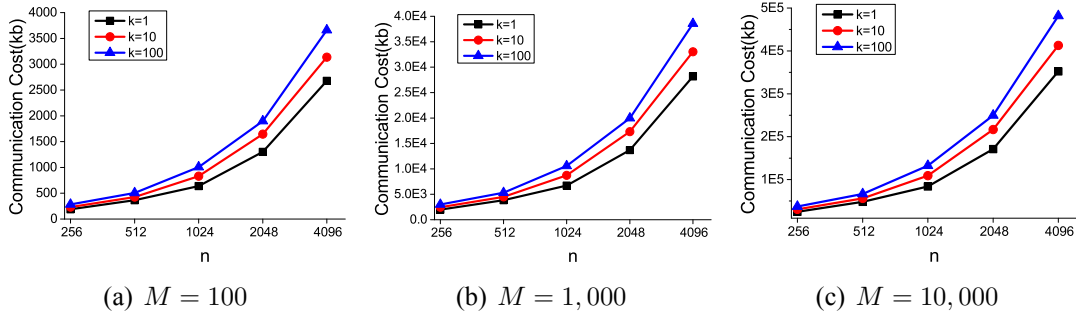 Communication Cost(kb)
4000
3500
3000
2500
2000
1500
1000
500
0
k=1
k=10
k=100
256 512 1024 2048 4096
n
(a) M = 100
Communication Cost(kb)
4.0E4
3.5E4
3.0E4
2.5E4
2.0E4
1.5E4
1.0E4
5.0E3
0.0
k=1
k=10
k=100
256 512 1024 2048 4096
n
(b) M = 1,000
Communication Cost(kb)
5E5
4E5
3E5
2E5
1E5
k=1
k=10
k=100
256 512 1024 2048 4096
n
(c) M = 10,000